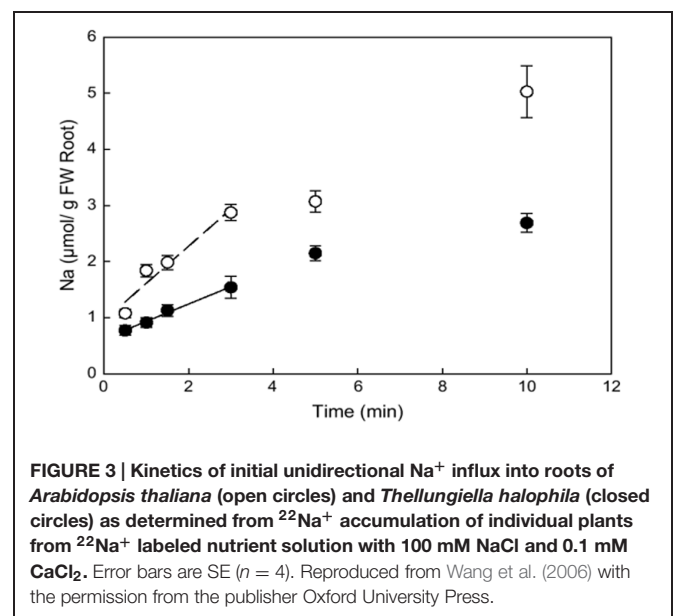 6
5
4
3
2
1
0
Na (µmol/ g FW Root)
0 2 4 6 8 10 12
Time (min)
FIGURE 3 | Kinetics of initial unidirectional Na⁺ influx into roots of
Arabidopsis thaliana (open circles) and Thellungiella halophila (closed
circles) as determined from ²²Na⁺ accumulation of individual plants
from ²²Na⁺ labeled nutrient solution with 100 mM NaCl and 0.1 mM
CaCl₂. Error bars are SE (n = 4). Reproduced from Wang et al. (2006) with
the permission from the publisher Oxford University Press.